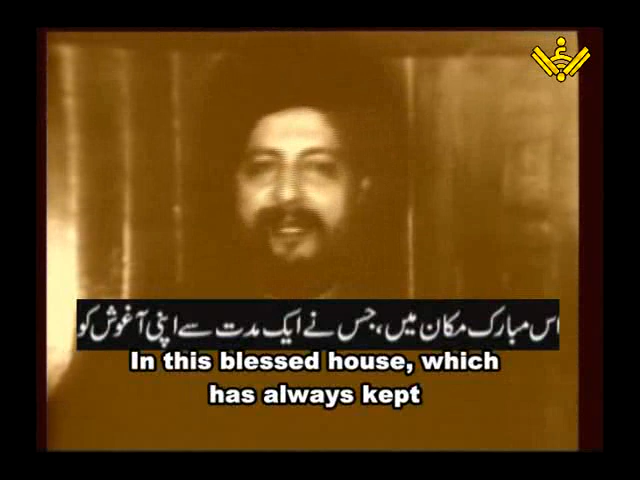 اس مبارک مکان میں، جس نے ایک مدت سے اپنی آغوش کو
In this blessed house, which
has always kept